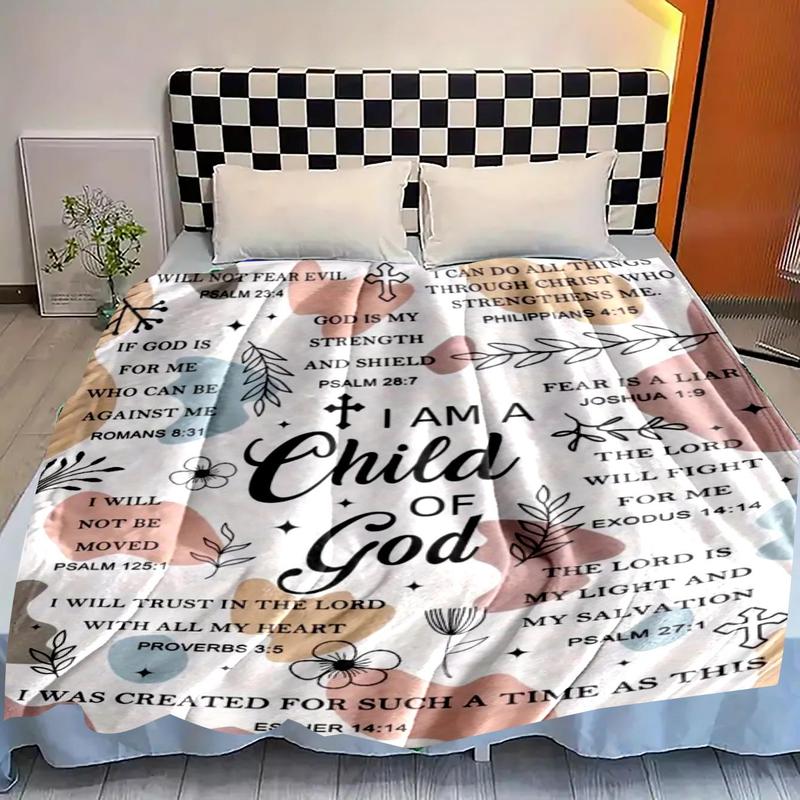 WILL NOT FEAR EVIL
PSALM 23:4
I CAN DO ALL THINGS
THROUGH CHRIST WHO
STRENGTHENS ME.
PHILIPPIANS 4:15
GOD IS MY
STRENGTH
AND SHIELD
PSALM 28:7
IF GOD IS
FOR ME
WHO CAN BE
AGAINST ME
ROMANS 8:31
FEAR IS A LIAR
JOSHUA 1:9
I AM A
Child
OF
God
THE LORD
WILL FIGHT
FOR ME
EXODUS 14:14
I WILL
NOT BE
MOVED
PSALM 125:1
THE LORD IS
MY LIGHT AND
MY SALVATION
PSALM 27:1
I WILL TRUST IN THE LORD
WITH ALL MY HEART
PROVERBS 3:5
I WAS CREATED FOR SUCH A TIME AS THIS
ESTHER 14:14